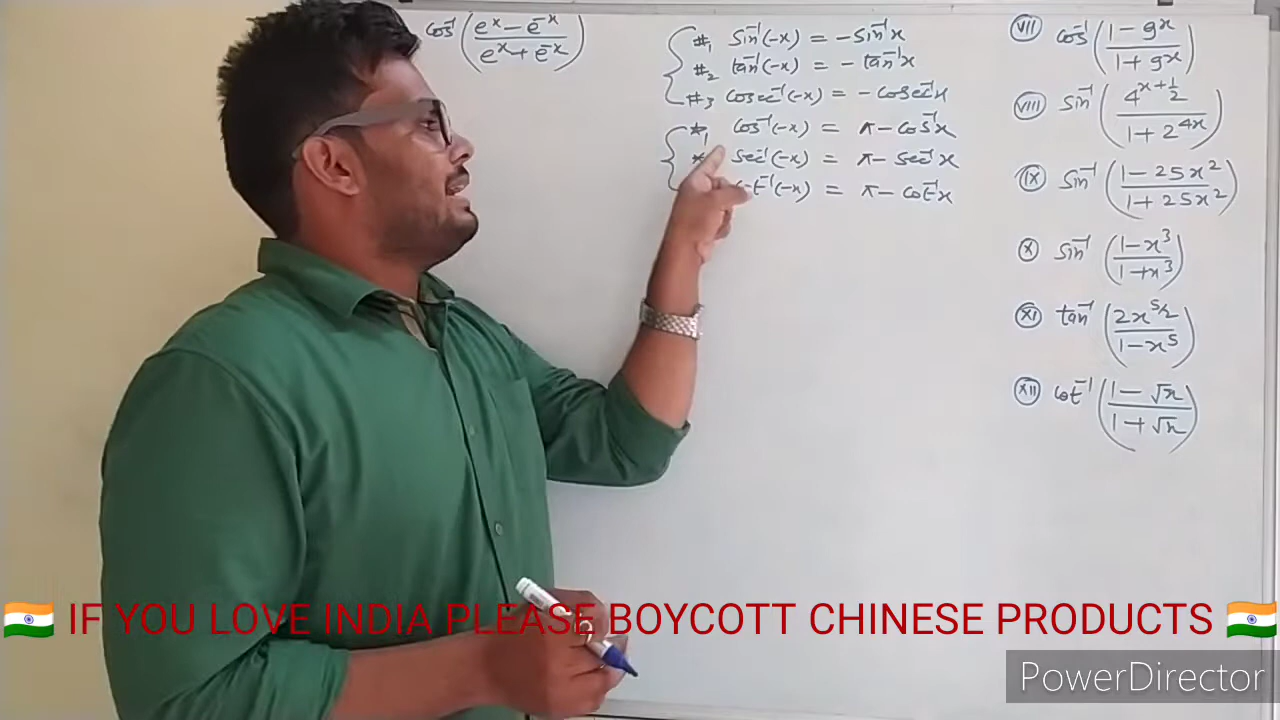 cos⁻¹((eˣ − e⁻ˣ)/(eˣ + e⁻ˣ))
#1 sin⁻¹(-x) = - sin⁻¹x
#2 tan⁻¹(-x) = - tan⁻¹x
#3 cosec⁻¹(-x) = - cosec⁻¹x
*1 cos⁻¹(-x) = π - cos⁻¹x
* sec⁻¹(-x) = π - sec⁻¹x
t⁻¹(-x) = π - cot⁻¹x
VII cos⁻¹((1 - 9ˣ)/(1 + 9ˣ))
VIII sin⁻¹(4^(x+1/2)/(1 + 2^(4x)))
IX sin⁻¹((1 - 25x²)/(1 + 25x²))
X sin⁻¹((1 - x³)/(1 + x³))
XI tan⁻¹(2x^(5/2)/(1 - x⁵))
XII cot⁻¹((1 - √x)/(1 + √x))
🇮🇳 IF YOU LOVE INDIA PLEASE BOYCOTT CHINESE PRODUCTS 🇮🇳
PowerDirector